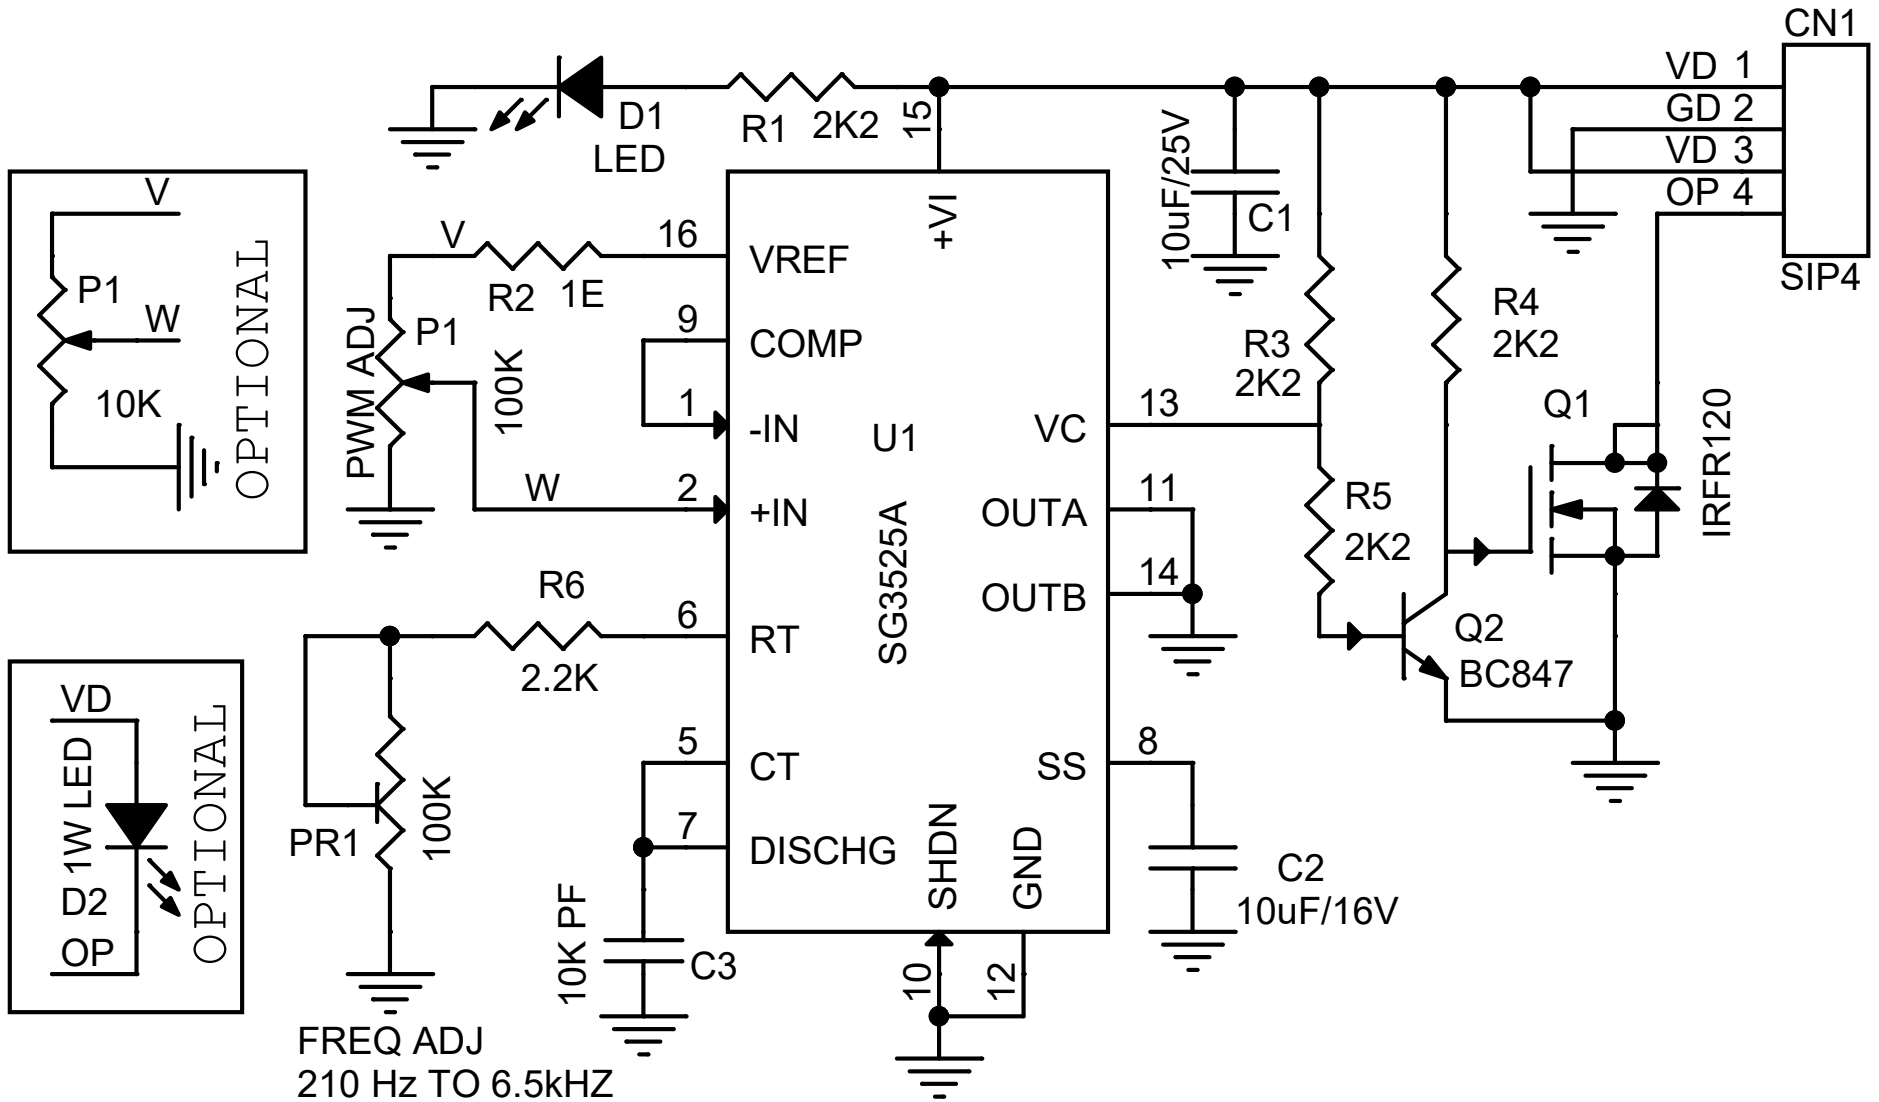 CN1
VD 1
GD 2
VD 3
OP 4
SIP4
D1
LED
R1 2K2
15
10uF/25V
C1
V
P1
W
10K
OPTIONAL
V
R2 1E
16
VREF
+VI
P1
PWM ADJ
100K
9
COMP
1
-IN
W
2
+IN
U1
SG3525A
R3
2K2
R4
2K2
13
VC
R5
2K2
11
OUTA
14
OUTB
Q1
IRFR120
Q2
BC847
R6
2.2K
6
RT
5
CT
7
DISCHG
8
SS
SHDN
GND
10
12
C2
10uF/16V
10K PF
C3
PR1
100K
FREQ ADJ
210 Hz TO 6.5kHZ
VD
1W LED
D2
OP
OPTIONAL